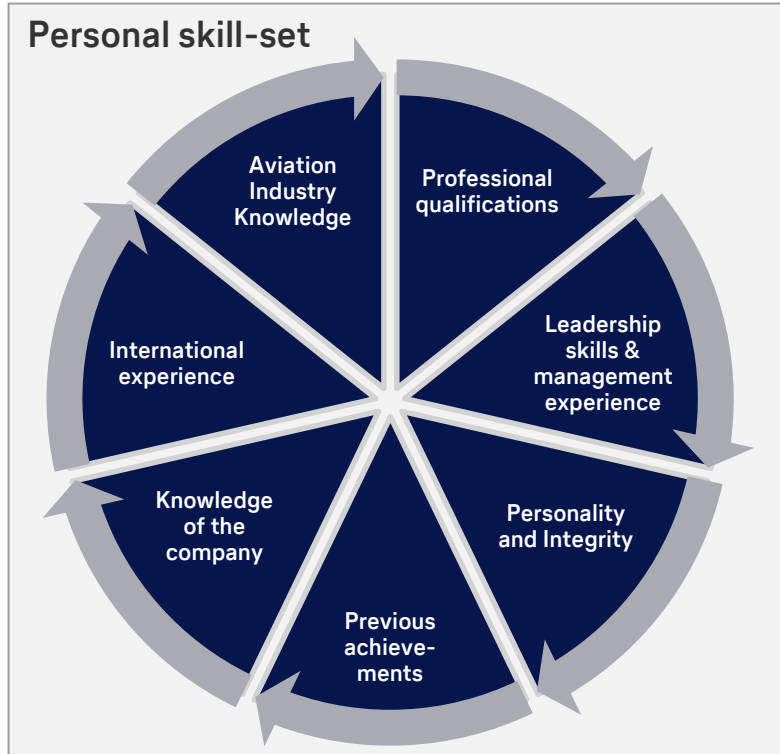 Personal skill-set
Professional
qualifications
Leadership
skills &
management
experience
Personality
and Integrity
Previous
achieve-
ments
Knowledge
of the
company
International
experience
Aviation
Industry
Knowledge